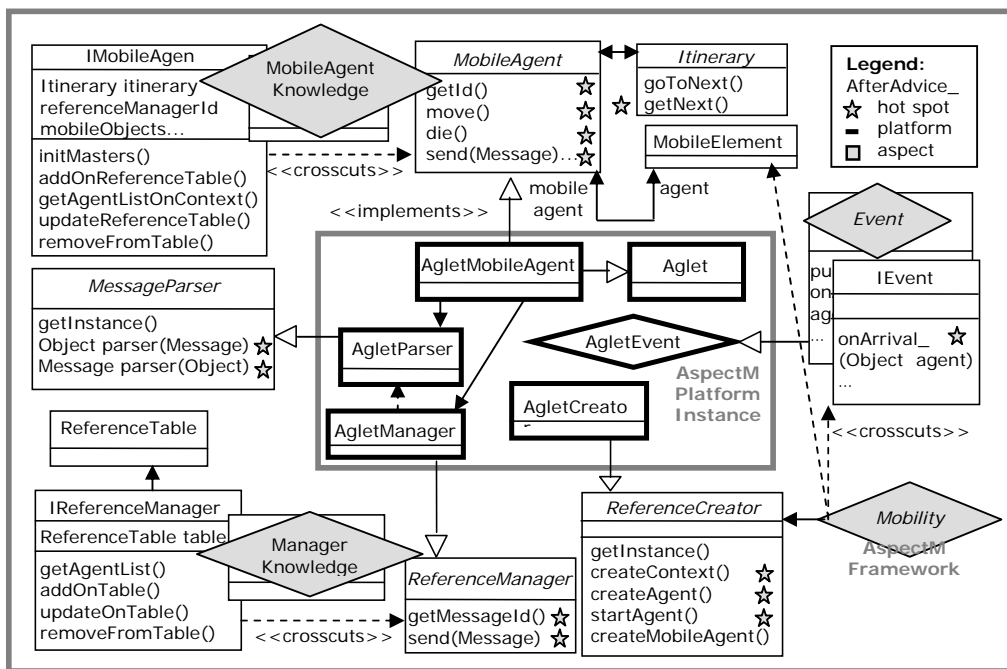 IMobileAgen
Itinerary itinerary
referenceManagerId
mobileObjects...
initMasters()
addOnReferenceTable()
getAgentListOnContext()
updateReferenceTable()
removeFromTable()
MobileAgent
Knowledge
<<crosscuts>>
MobileAgent
getId()
move()
die()
send(Message)...
Itinerary
goToNext()
getNext()
Legend:
AfterAdvice_
hot spot
platform
aspect
MobileElement
mobile
agent
agent
<<implements>>
Event
pu
on
ag
...
IEvent
onArrival_
(Object agent)
...
MessageParser
getInstance()
Object parser(Message)
Message parser(Object)
AgletMobileAgent
Aglet
AgletParser
AgletEvent
AspectM
Platform
Instance
AgletCreato
r
AgletManager
<<crosscuts>>
ReferenceTable
IReferenceManager
ReferenceTable table
getAgentList()
addOnTable()
updateOnTable()
removeFromTable()
Manager
Knowledge
<<crosscuts>>
ReferenceManager
getMessageId()
send(Message)
ReferenceCreator
getInstance()
createContext()
createAgent()
startAgent()
createMobileAgent()
Mobility
AspectM
Framework